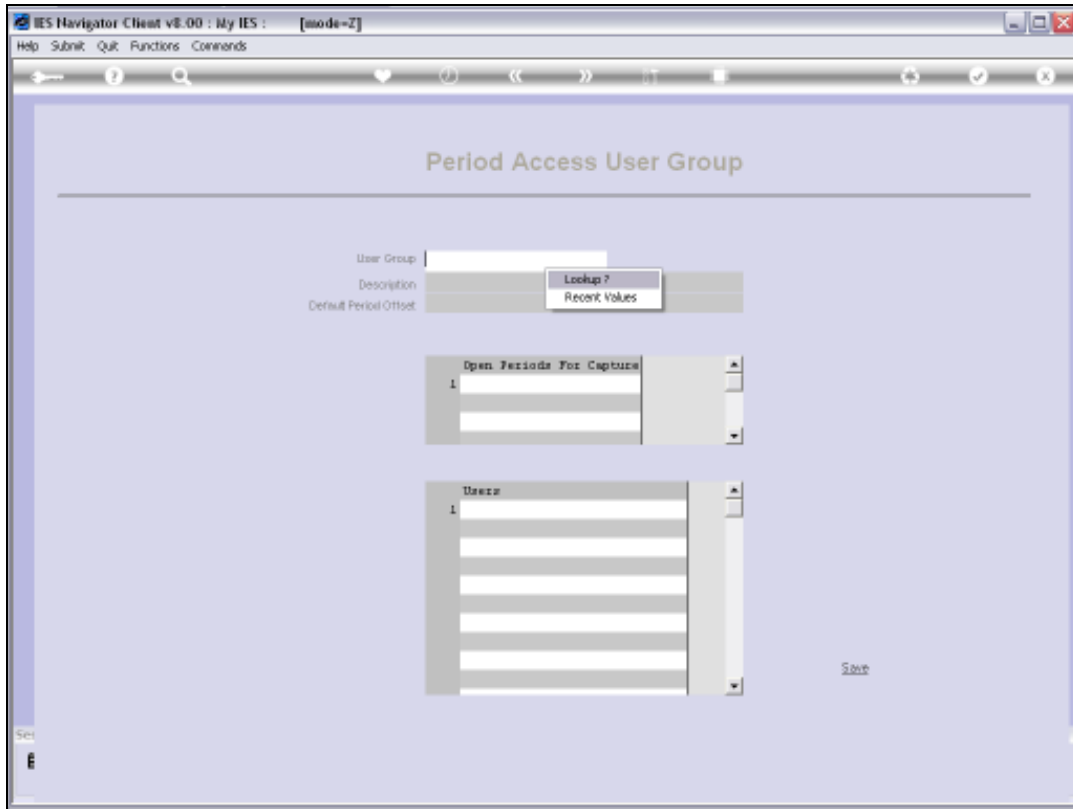 IES Navigator Client v8.00 : My IES : [mode=Z]
Help Submit Quit Functions Commands
Period Access User Group
User Group
Lookup ?
Description
Recent Values
Default Period Offset
Open Periods For Capture
1
Users
1
Save